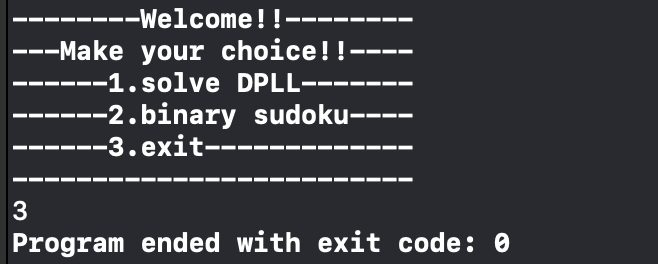 --------Welcome!!--------
---Make your choice!!----
------1.solve DPLL-------
------2.binary sudoku----
------3.exit-------------
-------------------------
3
Program ended with exit code: 0